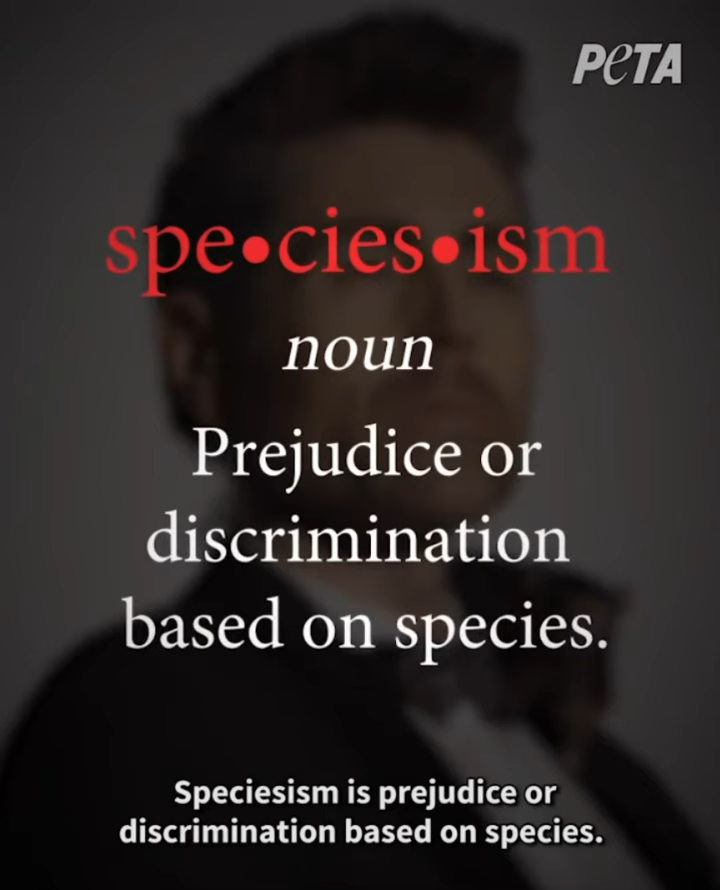 PETA
spe•cies•ism
noun
Prejudice or
discrimination
based on species.
Speciesism is prejudice or
discrimination based on species.